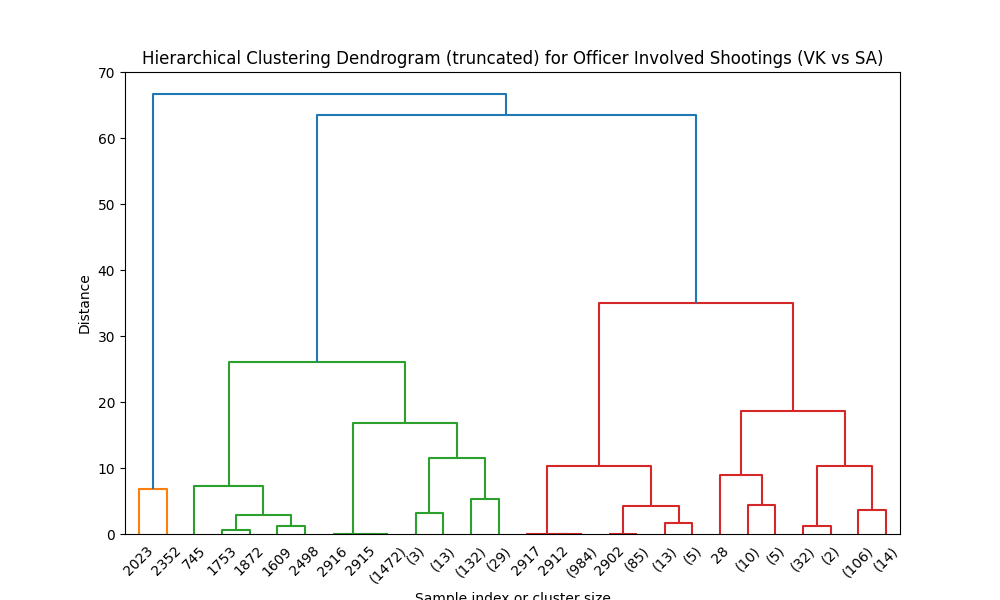 Hierarchical Clustering Dendrogram (truncated) for Officer Involved Shootings (VK vs SA)
70
60
50
40
30
20
10
0
Distance
2023 2352 745 1753 1872 1609 2498 2916 2915 (1472) (3) (13) (132) (29) 2917 2912 (984) 2902 (85) (13) (5) 28 (10) (5) (32) (2) (106) (14)
Sample index or cluster size